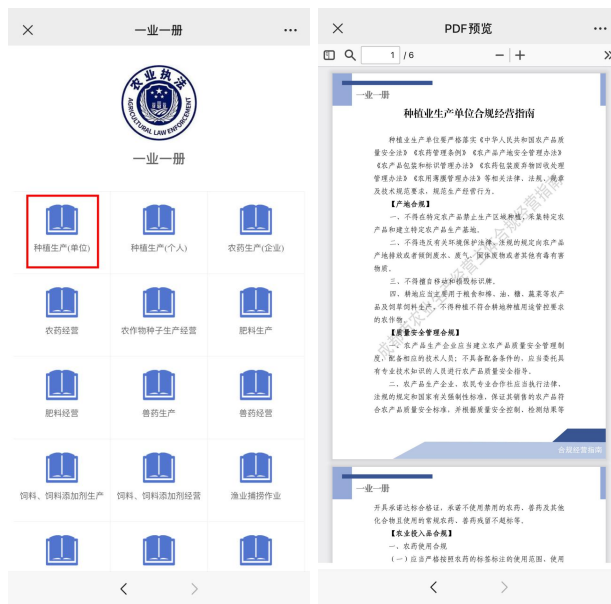 一业一册
农业执法
AGRICULTURAL LAW ENFORCEMENT
一业一册
种植生产(单位)
种植生产(个人)
农药生产(企业)
农药经营
农作物种子生产经营
肥料生产
肥料经营
兽药生产
兽药经营
饲料、饲料添加剂生产
饲料、饲料添加剂经营
渔业捕捞作业
PDF预览
1 /6
一业一册
种植业生产单位合规经营指南
种植业生产单位要严格落实《中华人民共和国农产品质
量安全法》《农药管理条例》《农产品产地安全管理办法》
《农产品包装和标识管理办法》《农药包装废弃物回收处理
管理办法》《农用薄膜管理办法》等相关法律、法规、规章
及技术规范要求，规范生产经营行为。
【产地合规】
一、不得在特定农产品禁止生产区域种植、采集特定农
产品和建立特定农产品生产基地。
二、不得违反有关环境保护法律、法规的规定向农产品
产地排放或者倾倒废水、废气、固体废物或者其他有毒有害
物质。
三、不得擅自移动和损毁标识牌。
四、耕地应当主要用于粮食和棉、油、糖、蔬菜等农产
品及饲草饲料生产，不得种植不符合耕地种植用途管控要求
的农作物。
【质量安全管理合规】
一、农产品生产企业应当建立农产品质量安全管理制
度，配备相应的技术人员；不具备配备条件的，应当委托具
有专业技术知识的人员进行农产品质量安全指导。
二、农产品生产企业、农民专业合作社应当执行法律、
法规的规定和国家有关强制性标准，保证其销售的农产品符
合农产品质量安全标准，并根据质量安全控制、检测结果等
合规经营指南
一业一册
开具承诺达标合格证，承诺不使用禁用的农药、兽药及其他
化合物且使用的常规农药、兽药残留不超标等。
【农业投入品合规】
一、农药使用合规
（一）应当严格按照农药的标签标注的使用范围、使用